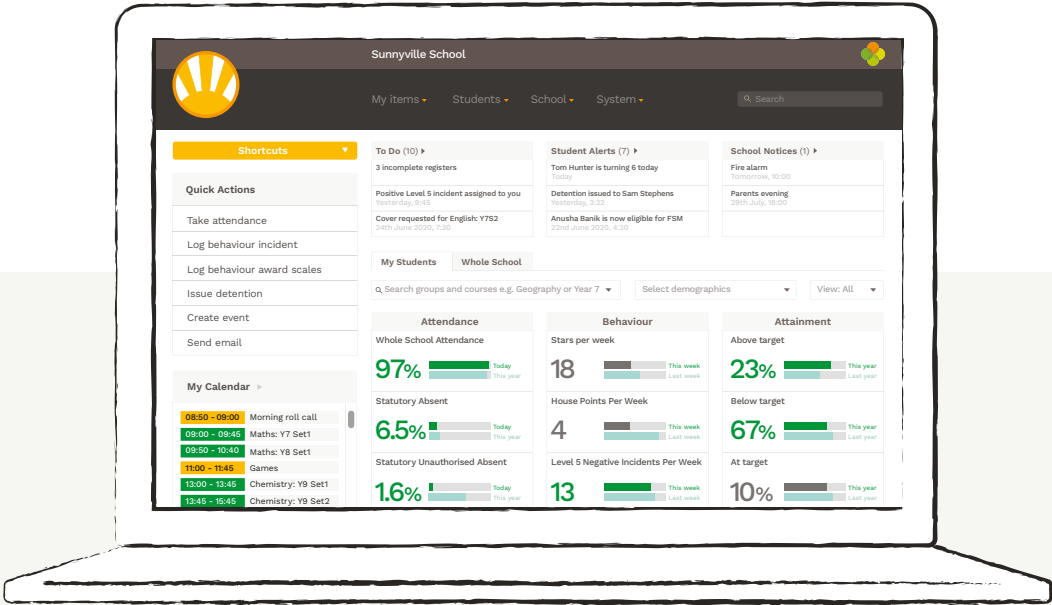 Sunnyville School
My items
Students
School
System
Search
Shortcuts
Quick Actions
Take attendance
Log behaviour incident
Log behaviour award scales
Issue detention
Create event
Send email
My Calendar
08:50 - 09:00 Morning roll call
09:00 - 09:45 Maths: Y7 Set1
09:50 - 10:40 Maths: Y8 Set1
11:00 - 11:45 Games
13:00 - 13:45 Chemistry: Y9 Set1
13:45 - 15:45 Chemistry: Y9 Set2
To Do (10)
3 incomplete registers
Positive Level 5 incident assigned to you
Yesterday, 9:45
Cover requested for English: Y7S2
24th June 2020, 7:30
Student Alerts (7)
Tom Hunter is turning 6 today
Today
Detention issued to Sam Stephens
Yesterday, 3:32
Anusha Banik is now eligible for FSM
22nd June 2020, 4:30
School Notices (1)
Fire alarm
Tomorrow, 10:00
Parents evening
29th July, 18:00
My Students
Whole School
Search groups and courses e.g. Geography or Year 7
Select demographics
View: All
Attendance
Whole School Attendance
97% Today
This year
Statutory Absent
6.5% Today
This year
Statutory Unauthorised Absent
1.6% Today
This year
Behaviour
Stars per week
18 This week
Last week
House Points Per Week
4 This week
Last week
Level 5 Negative Incidents Per Week
13 This week
Last week
Attainment
Above target
23% This year
Last year
Below target
67% This year
Last year
At target
10% This year
Last year